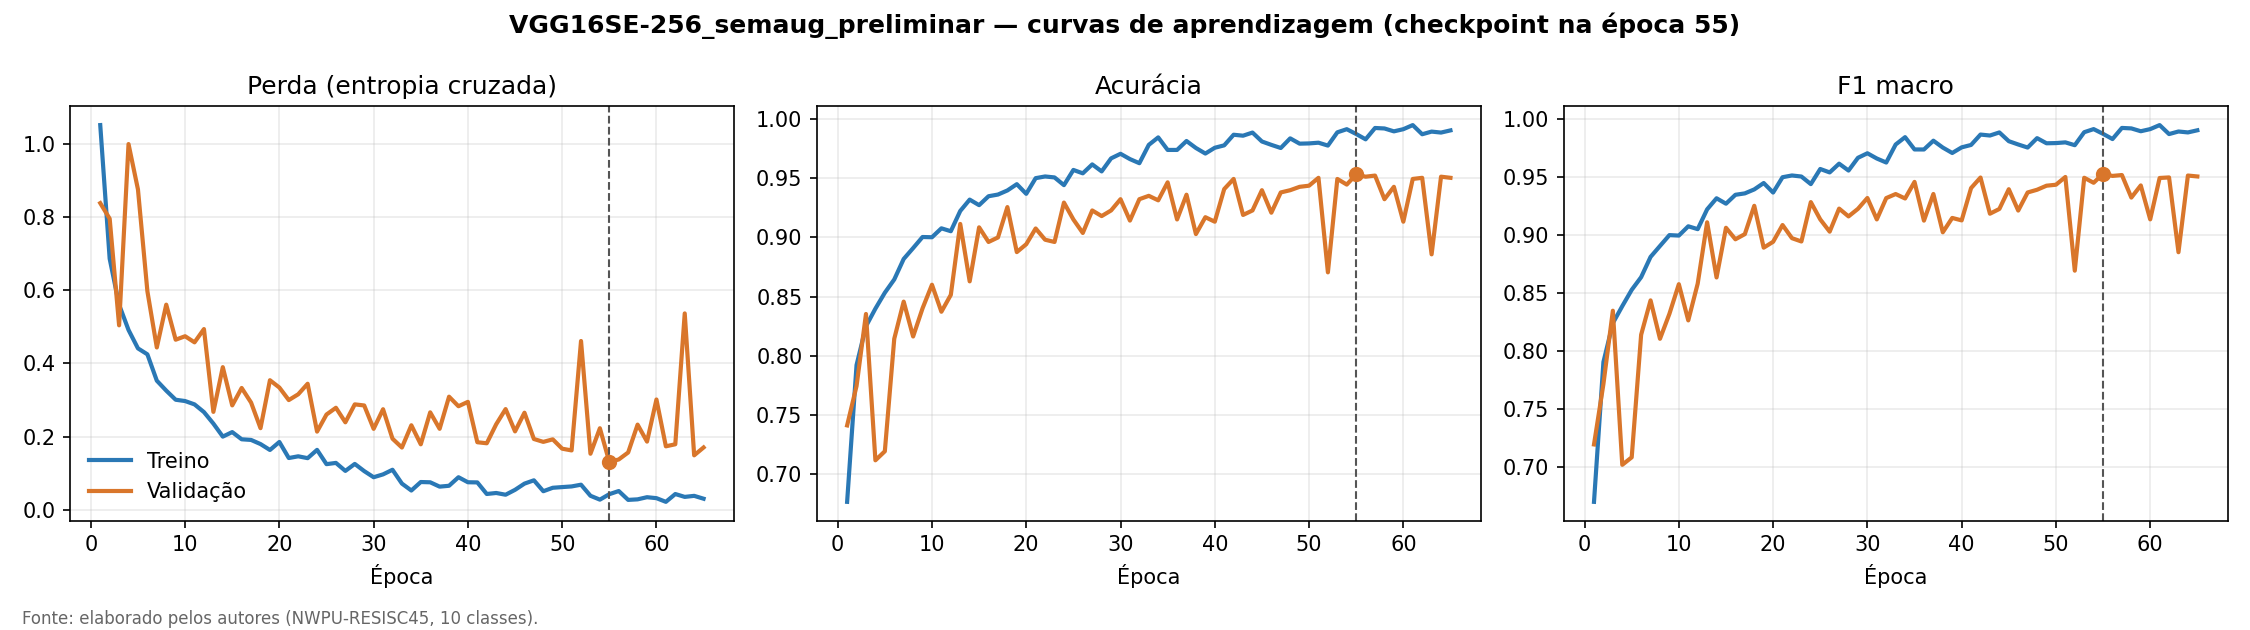 VGG16SE-256_semaug_preliminar — curvas de aprendizagem (checkpoint na época 55)
Perda (entropia cruzada)
1.0
0.8
0.6
0.4
0.2
0.0
Treino
Validação
0 10 20 30 40 50 60
Época
Acurácia
1.00
0.95
0.90
0.85
0.80
0.75
0.70
0 10 20 30 40 50 60
Época
F1 macro
1.00
0.95
0.90
0.85
0.80
0.75
0.70
0 10 20 30 40 50 60
Época
Fonte: elaborado pelos autores (NWPU-RESISC45, 10 classes).